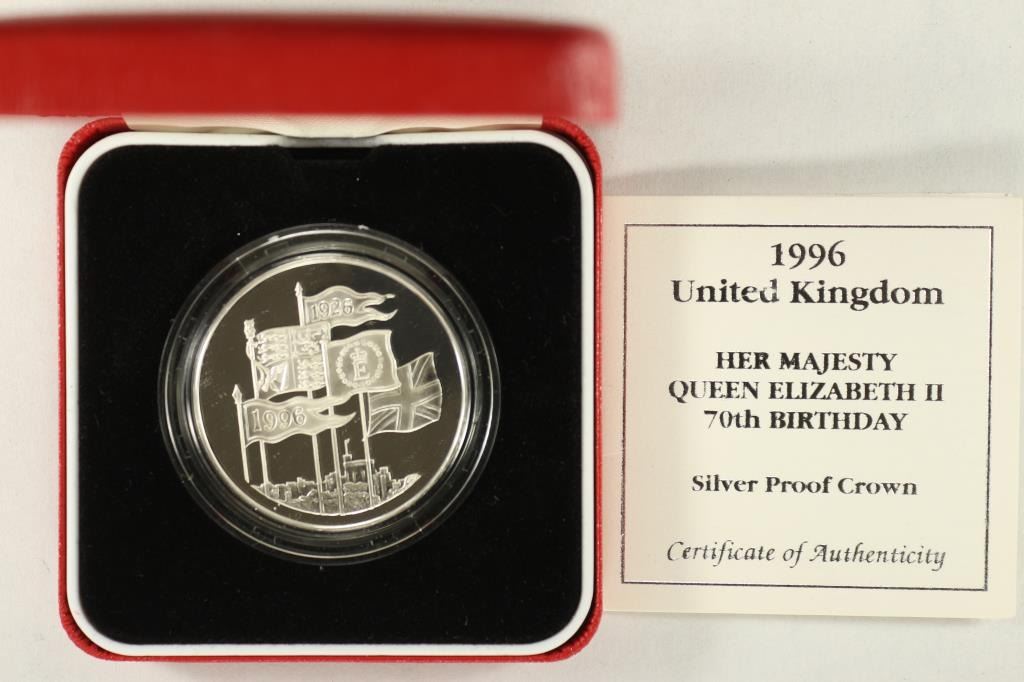 1926
E
1996
1996
United Kingdom
HER MAJESTY
QUEEN ELIZABETH II
70th BIRTHDAY
Silver Proof Crown
Certificate of Authenticity